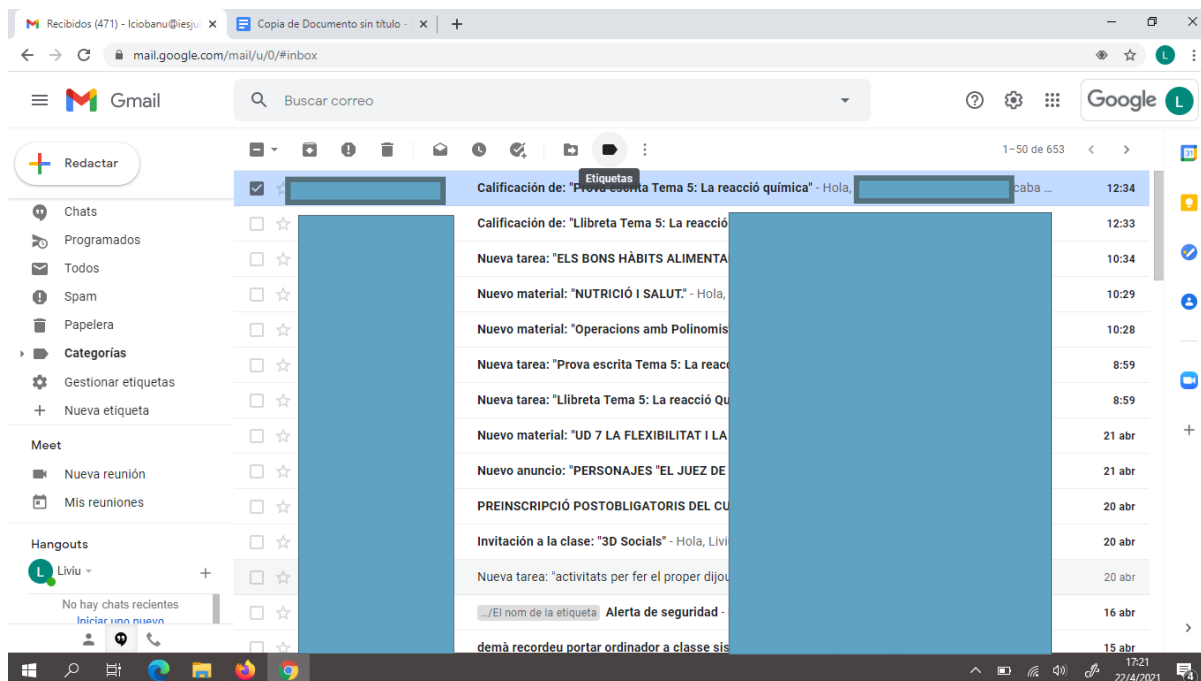 Recibidos (471) - lciobanu@iesju
Copia de Documento sin título -
mail.google.com/mail/u/0/#inbox
L
Gmail
Buscar correo
Google
L
Redactar
1–50 de 653
31
Etiquetas
Calificación de: "Prova escrita Tema 5: La reacció química" - Hola, caba ... 12:34
Chats
Calificación de: "Llibreta Tema 5: La reacció 12:33
Programados
Nueva tarea: "ELS BONS HÀBITS ALIMENTA 10:34
Todos
Spam
Nuevo material: "NUTRICIÓ I SALUT." - Hola, 10:29
Papelera
Nuevo material: "Operacions amb Polinomis" 10:28
Categorías
Nueva tarea: "Prova escrita Tema 5: La reacc 8:59
Gestionar etiquetas
Nueva tarea: "Llibreta Tema 5: La reacció Qu 8:59
Nueva etiqueta
Nuevo material: "UD 7 LA FLEXIBILITAT I LA 21 abr
Meet
Nueva reunión
Nuevo anuncio: "PERSONAJES "EL JUEZ DE 21 abr
Mis reuniones
PREINSCRIPCIÓ POSTOBLIGATORIS DEL CU 20 abr
Hangouts
Invitación a la clase: "3D Socials" - Hola, Livi 20 abr
L Liviu
Nueva tarea: "activitats per fer el proper dijou 20 abr
No hay chats recientes
Iniciar uno nuevo
.../El nom de la etiqueta Alerta de seguridad - 16 abr
demà recordeu portar ordinador a classe sis 15 abr
17:21
22/4/2021
4